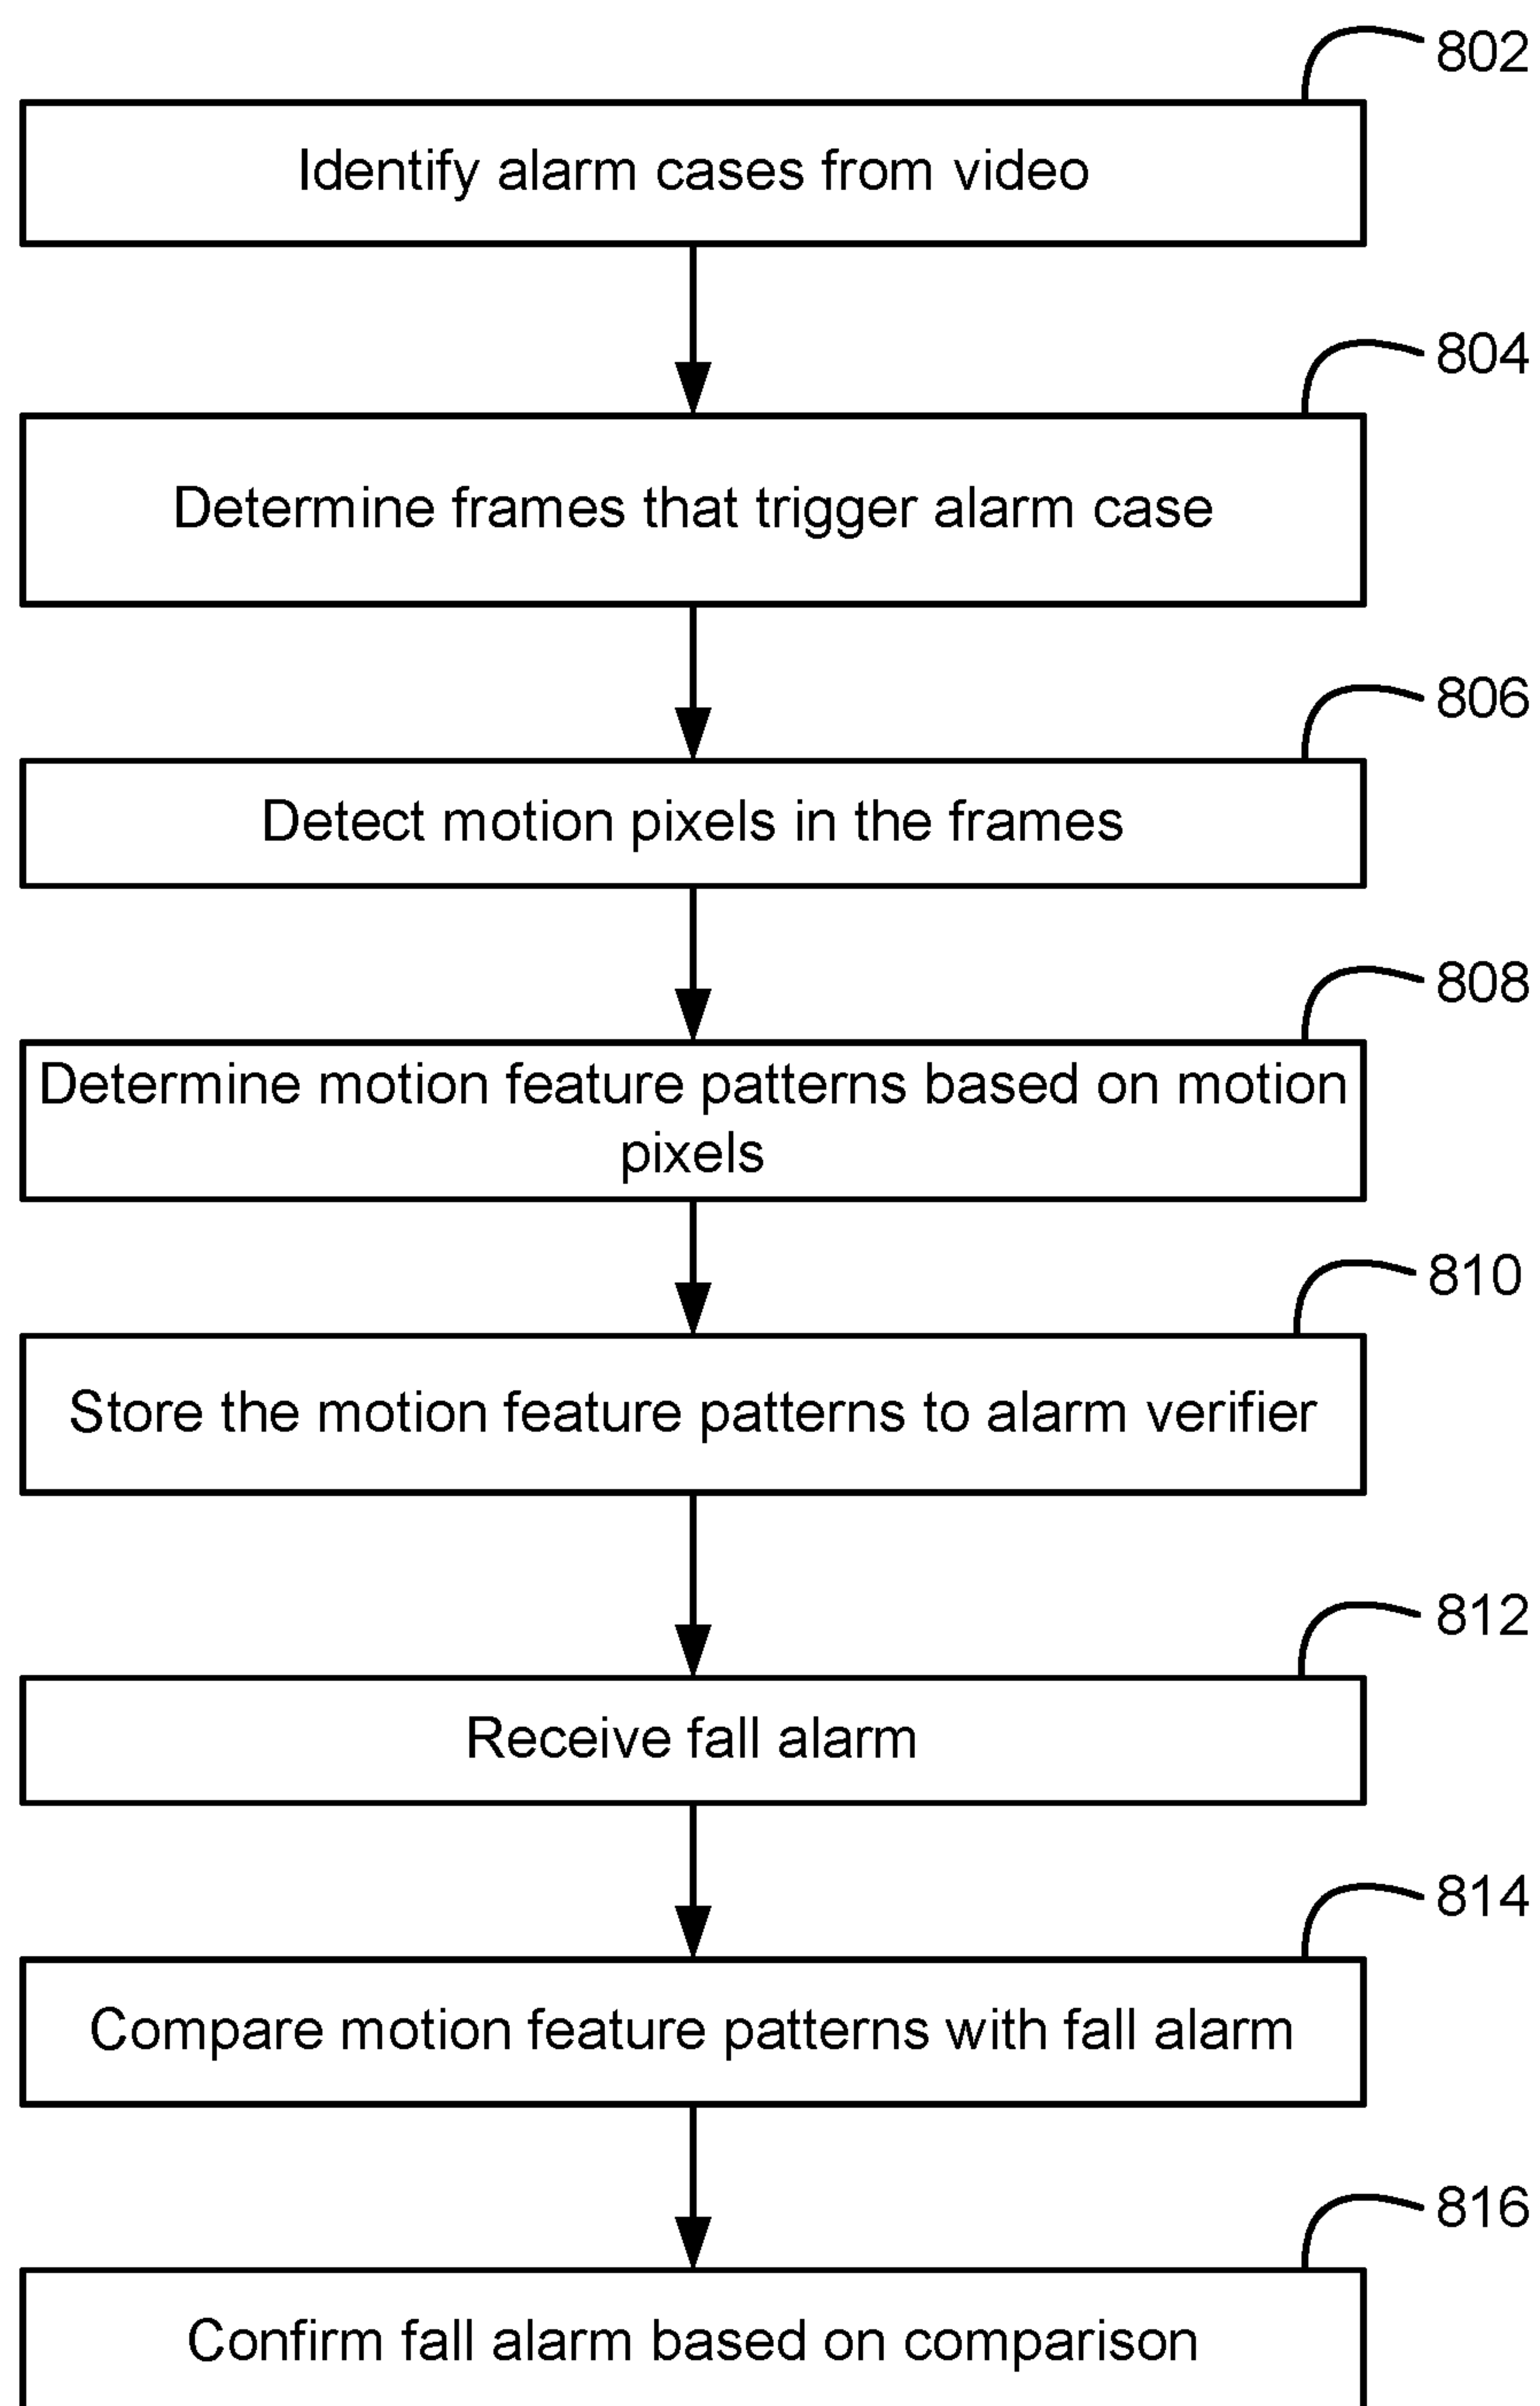 802
Identify alarm cases from video
804
Determine frames that trigger alarm case
806
Detect motion pixels in the frames
808
Determine motion feature patterns based on motion
pixels
810
Store the motion feature patterns to alarm verifier
812
Receive fall alarm
814
Compare motion feature patterns with fall alarm
816
Confirm fall alarm based on comparison